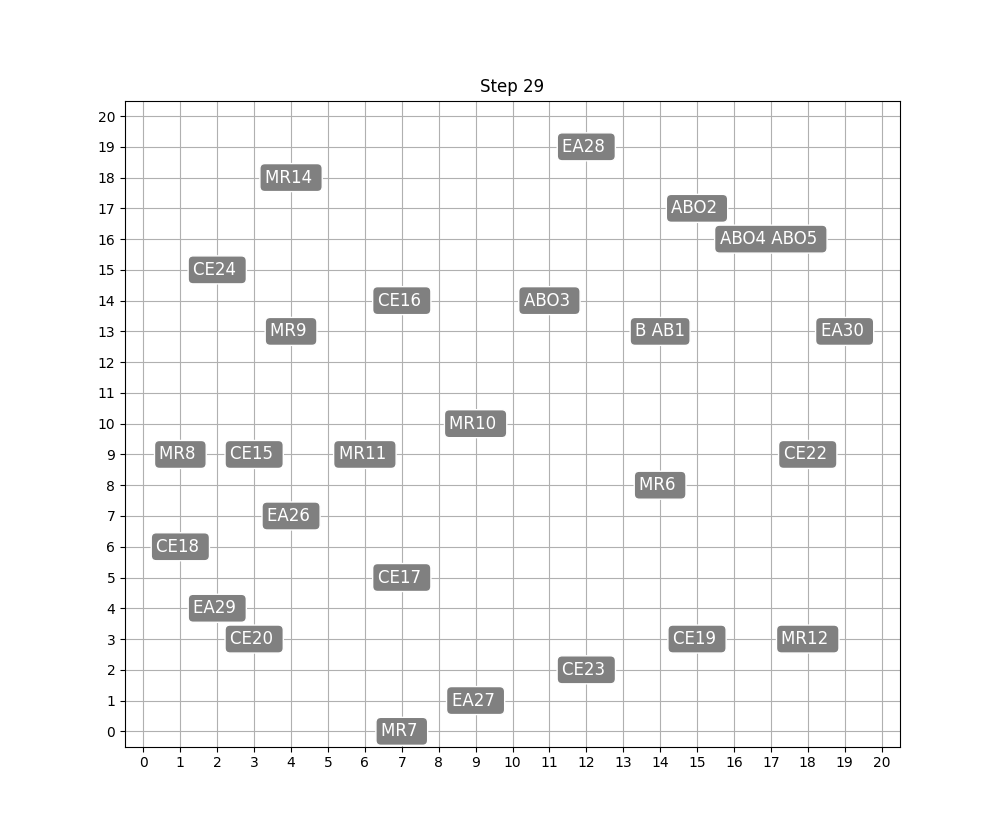 Step 29
20
19
18
17
16
15
14
13
12
11
10
9
8
7
6
5
4
3
2
1
0
EA28
MR14
ABO2
ABO4 ABO5
CE24
CE16 ABO3
MR9 B AB1 EA30
MR10
MR8 CE15 MR11 CE22
MR6
EA26
CE18
CE17
EA29
CE20 CE19 MR12
CE23
EA27
MR7
0 1 2 3 4 5 6 7 8 9 10 11 12 13 14 15 16 17 18 19 20